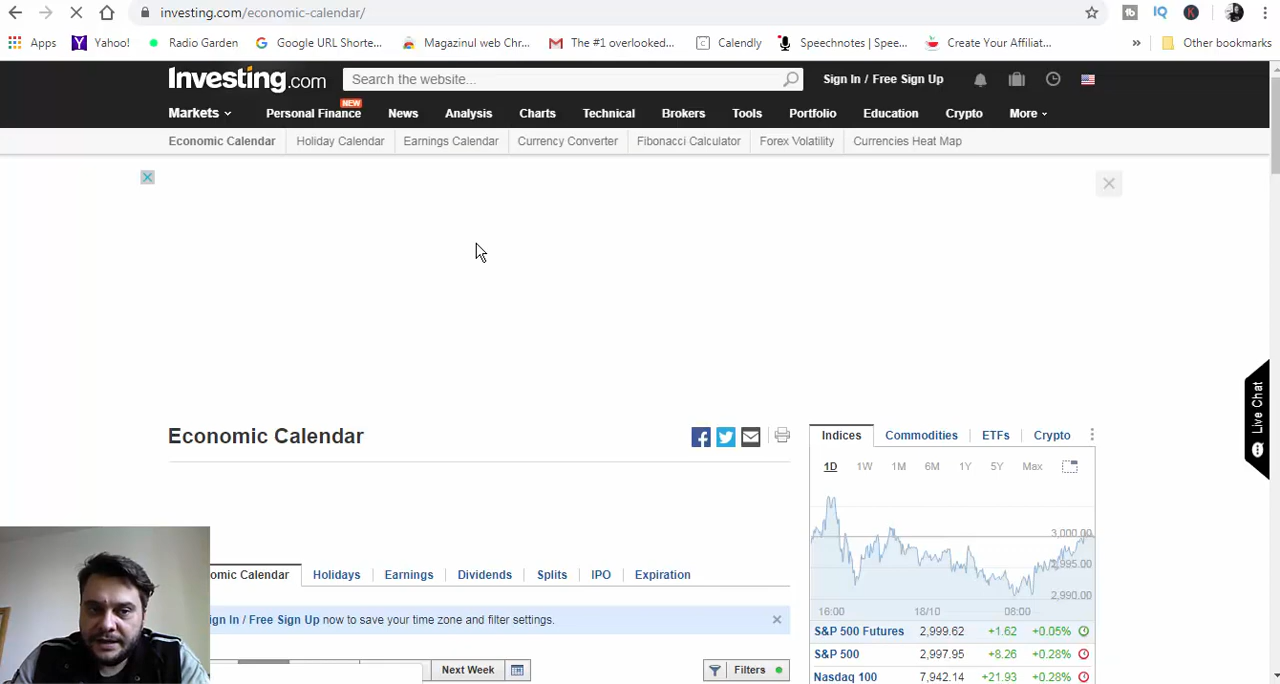 investing.com/economic-calendar/
Apps Yahoo! Radio Garden Google URL Shorte... Magazinul web Chr... The #1 overlooked... Calendly Speechnotes | Spee... Create Your Affiliat... » Other bookmarks
Investing.com Search the website... Sign In / Free Sign Up
NEW
Markets Personal Finance News Analysis Charts Technical Brokers Tools Portfolio Education Crypto More
Economic Calendar Holiday Calendar Earnings Calendar Currency Converter Fibonacci Calculator Forex Volatility Currencies Heat Map
Live Chat
Economic Calendar
Indices Commodities ETFs Crypto
1D 1W 1M 6M 1Y 5Y Max
3,000.00
2,995.00
2,990.00
16:00 18/10 08:00
omic Calendar Holidays Earnings Dividends Splits IPO Expiration
ign In / Free Sign Up now to save your time zone and filter settings.
Next Week Filters
S&P 500 Futures 2,999.62 +1.62 +0.05%
S&P 500 2,997.95 +8.26 +0.28%
Nasdaq 100 7,942.14 +21.93 +0.28%